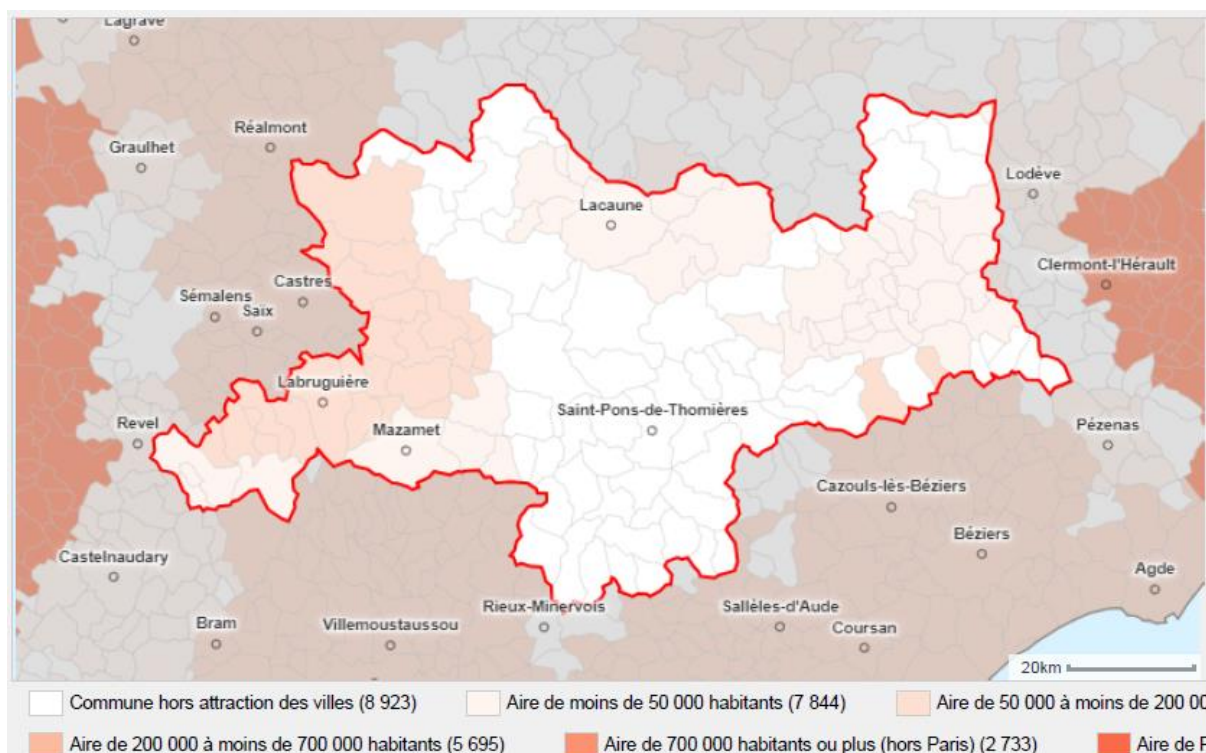 Lagrave
Réalmont
Graulhet
Lodève
Lacaune
Clermont-l'Hérault
Castres
Sémalens
Saïx
Labruguière
Revel
Mazamet
Saint-Pons-de-Thomières
Pézenas
Cazouls-lès-Béziers
Béziers
Castelnaudary
Agde
Rieux-Minervois
Sallèles-d'Aude
Bram
Villemoustaussou
Coursan
20km
Commune hors attraction des villes (8 923)
Aire de moins de 50 000 habitants (7 844)
Aire de 50 000 à moins de 200 00
Aire de 200 000 à moins de 700 000 habitants (5 695)
Aire de 700 000 habitants ou plus (hors Paris) (2 733)
Aire de P